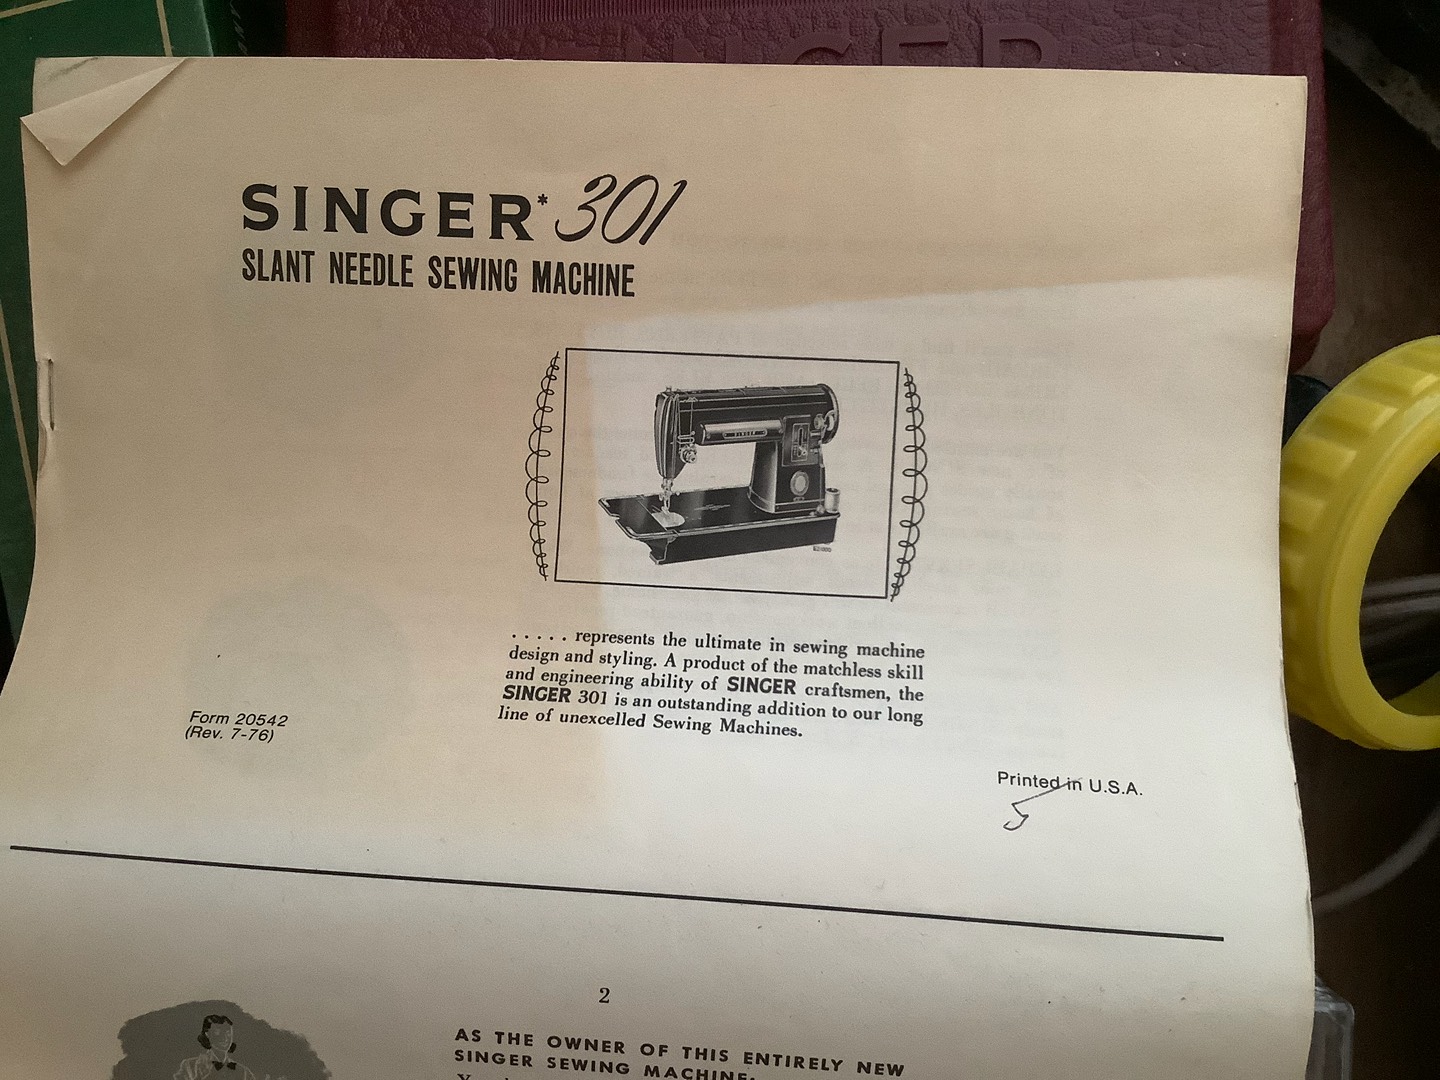 SINGER
SINGER* 301
SLANT NEEDLE SEWING MACHINE
SINGER
. . . . . represents the ultimate in sewing machine
design and styling. A product of the matchless skill
and engineering ability of SINGER craftsmen, the
SINGER 301 is an outstanding addition to our long
line of unexcelled Sewing Machines.
Form 20542
(Rev. 7-76)
Printed in U.S.A.
5
2
AS THE OWNER OF THIS ENTIRELY NEW
SINGER SEWING MACHINE: